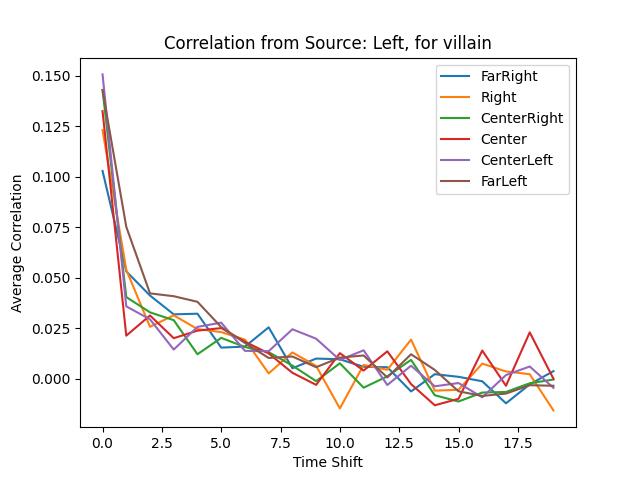 Correlation from Source: Left, for villain
0.150
0.125
0.100
0.075
0.050
0.025
0.000
Average Correlation
FarRight
Right
CenterRight
Center
CenterLeft
FarLeft
0.0 2.5 5.0 7.5 10.0 12.5 15.0 17.5
Time Shift